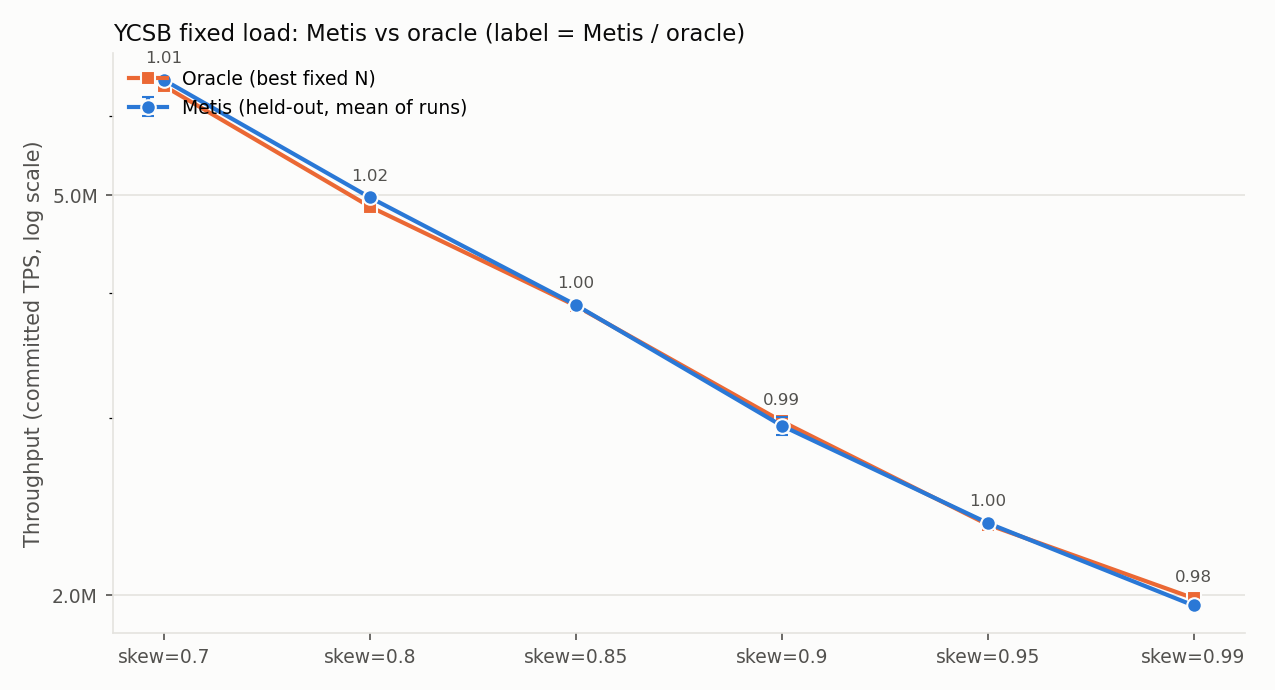 YCSB fixed load: Metis vs oracle (label = Metis / oracle)
1.01
Oracle (best fixed N)
Metis (held-out, mean of runs)
1.02
1.00
0.99
1.00
0.98
Throughput (committed TPS, log scale)
5.0M
2.0M
skew=0.7
skew=0.8
skew=0.85
skew=0.9
skew=0.95
skew=0.99